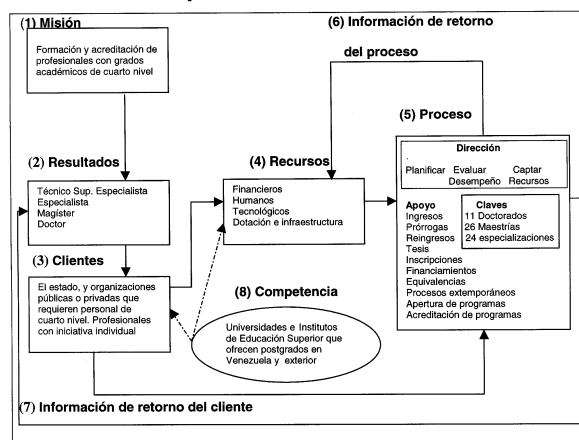 (1) Misión
Formación y acreditación de
profesionales con grados
académicos de cuarto nivel
(2) Resultados
Técnico Sup. Especialista
Especialista
Magíster
Doctor
(3) Clientes
El estado, y organizaciones
públicas o privadas que
requieren personal de
cuarto nivel. Profesionales
con iniciativa individual
(4) Recursos
Financieros
Humanos
Tecnológicos
Dotación e infraestructura
(5) Proceso
Dirección
Planificar Evaluar Captar
Desempeño Recursos
Apoyo
Ingresos
Prórrogas
Reingresos
Tesis
Inscripciones
Financiamientos
Equivalencias
Procesos extemporáneos
Apertura de programas
Acreditación de programas
Claves
11 Doctorados
26 Maestrías
24 especializaciones
(6) Información de retorno
del proceso
(7) Información de retorno del cliente
(8) Competencia
Universidades e Institutos
de Educación Superior que
ofrecen postgrados en
Venezuela y exterior